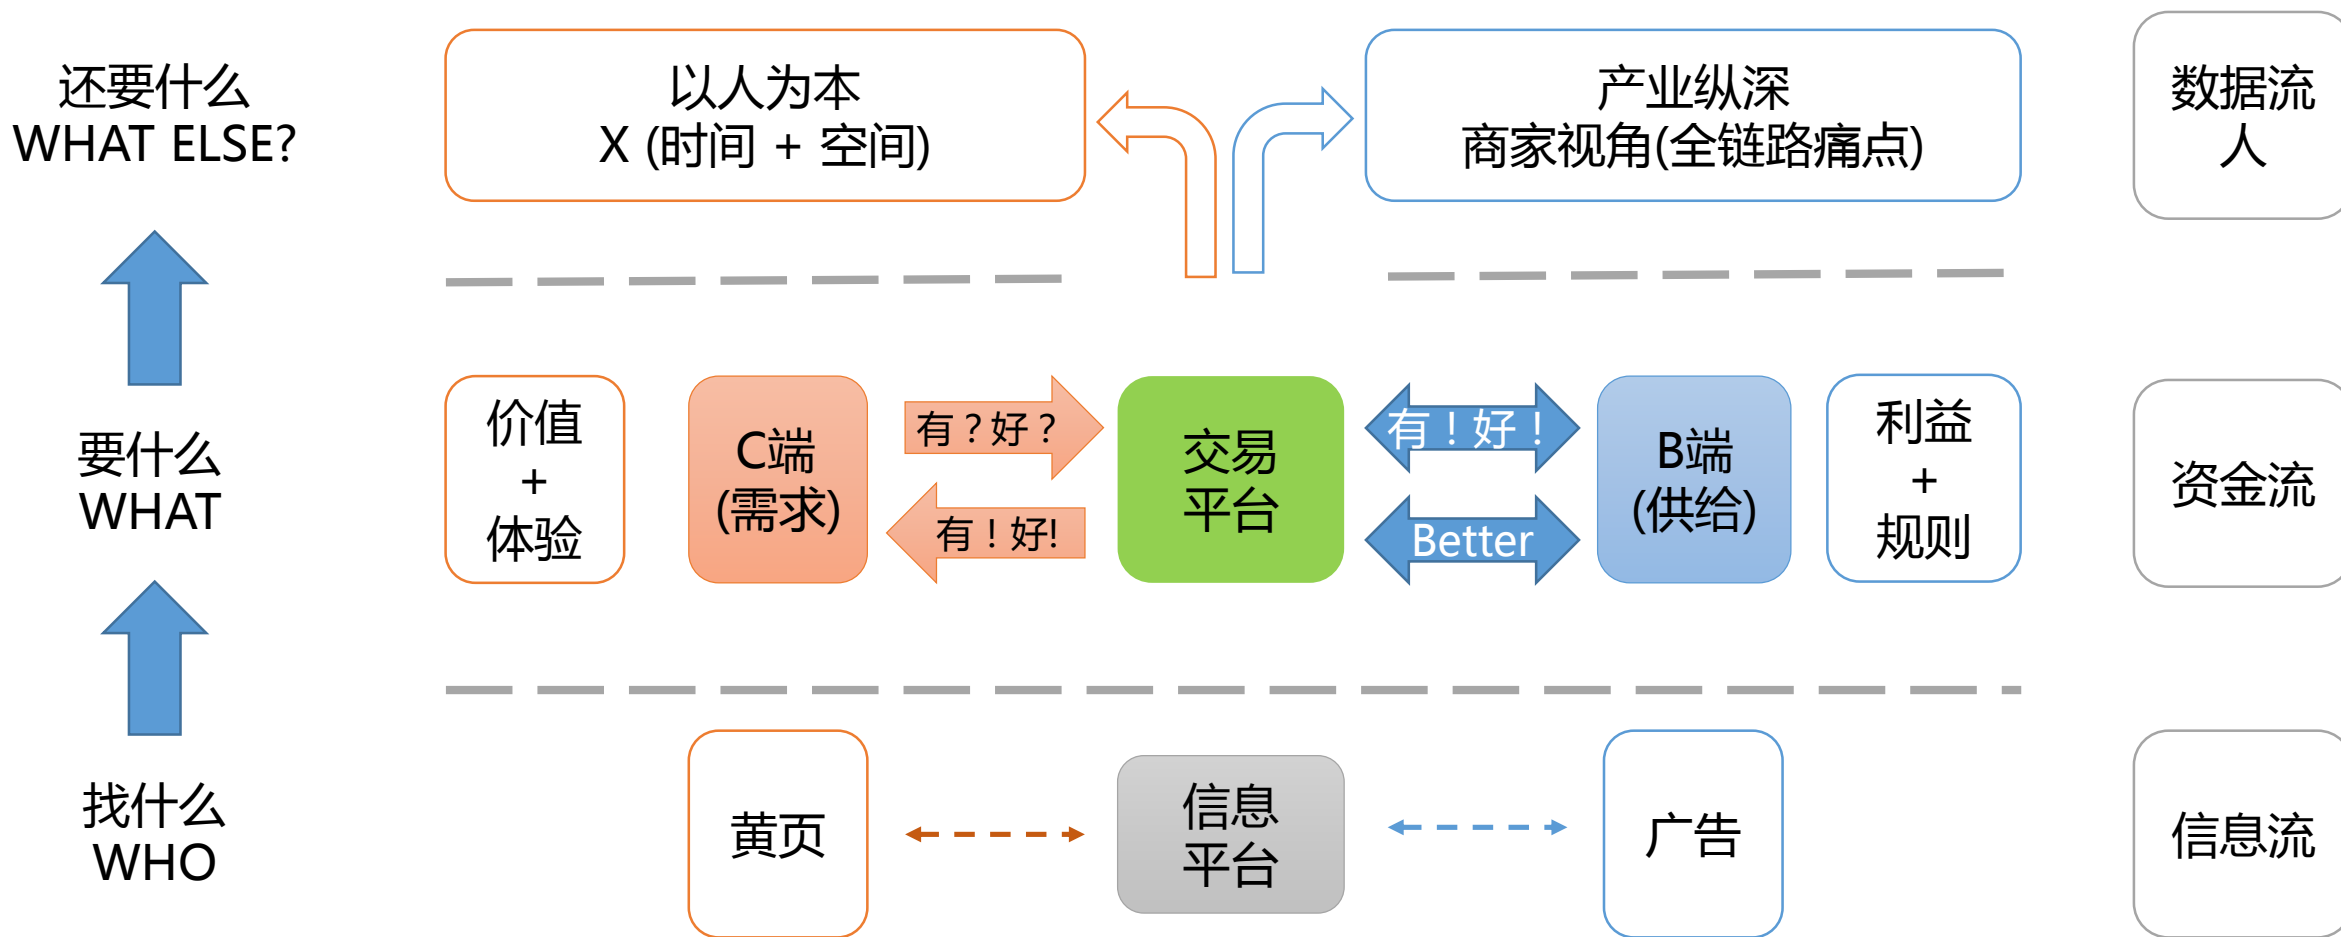 还要什么
WHAT ELSE?
以人为本
X (时间 + 空间)
产业纵深
商家视角(全链路痛点)
数据流
人
要什么
WHAT
价值
+
体验
C端
(需求)
有？好？
有！好!
交易
平台
有！好！
Better
B端
(供给)
利益
+
规则
资金流
找什么
WHO
黄页
信息
平台
广告
信息流